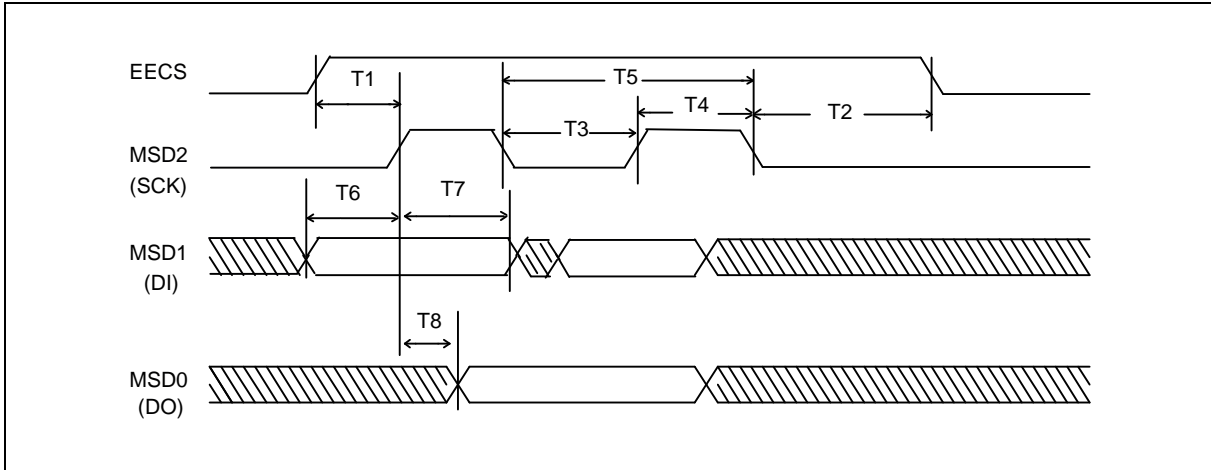 EECS
T1
T5
T4
T2
T3
MSD2
(SCK)
T6
T7
MSD1
(DI)
T8
MSD0
(DO)